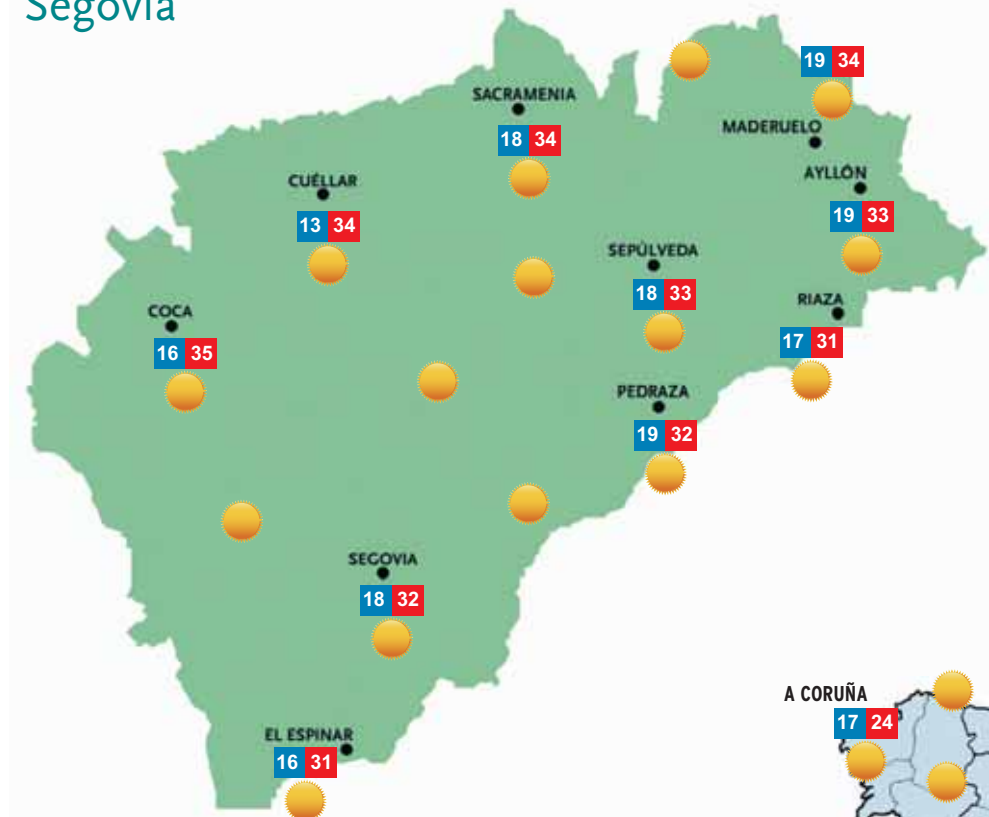 Segovia
19 34
SACRAMENIA
18 34
MADERUELO
AYLLÓN
19 33
CUÉLLAR
13 34
SEPÚLVEDA
18 33
RIAZA
17 31
COCA
16 35
PEDRAZA
19 32
SEGOVIA
18 32
A CORUÑA
17 24
EL ESPINAR
16 31